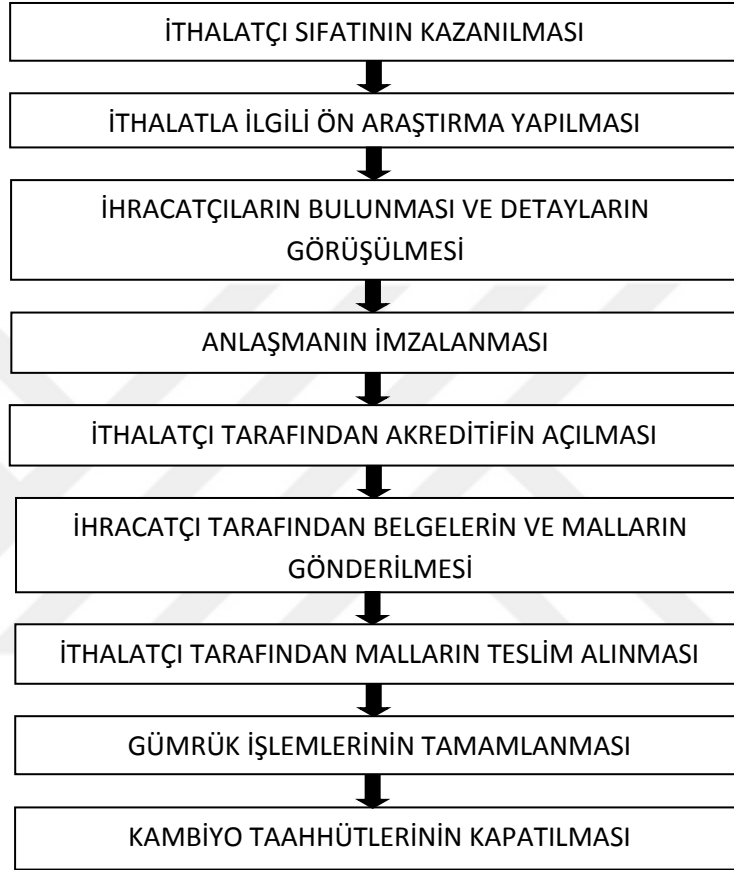 İTHALATÇI SIFATININ KAZANILMASI
İTHALATLA İLGİLİ ÖN ARAŞTIRMA YAPILMASI
İHRACATÇILARIN BULUNMASI VE DETAYLARIN
GÖRÜŞÜLMESİ
ANLAŞMANIN İMZALANMASI
İTHALATÇI TARAFINDAN AKREDİTİFİN AÇILMASI
İHRACATÇI TARAFINDAN BELGELERİN VE MALLARIN
GÖNDERİLMESİ
İTHALATÇI TARAFINDAN MALLARIN TESLİM ALINMASI
GÜMRÜK İŞLEMLERİNİN TAMAMLANMASI
KAMBİYO TAAHHÜTLERİNİN KAPATILMASI